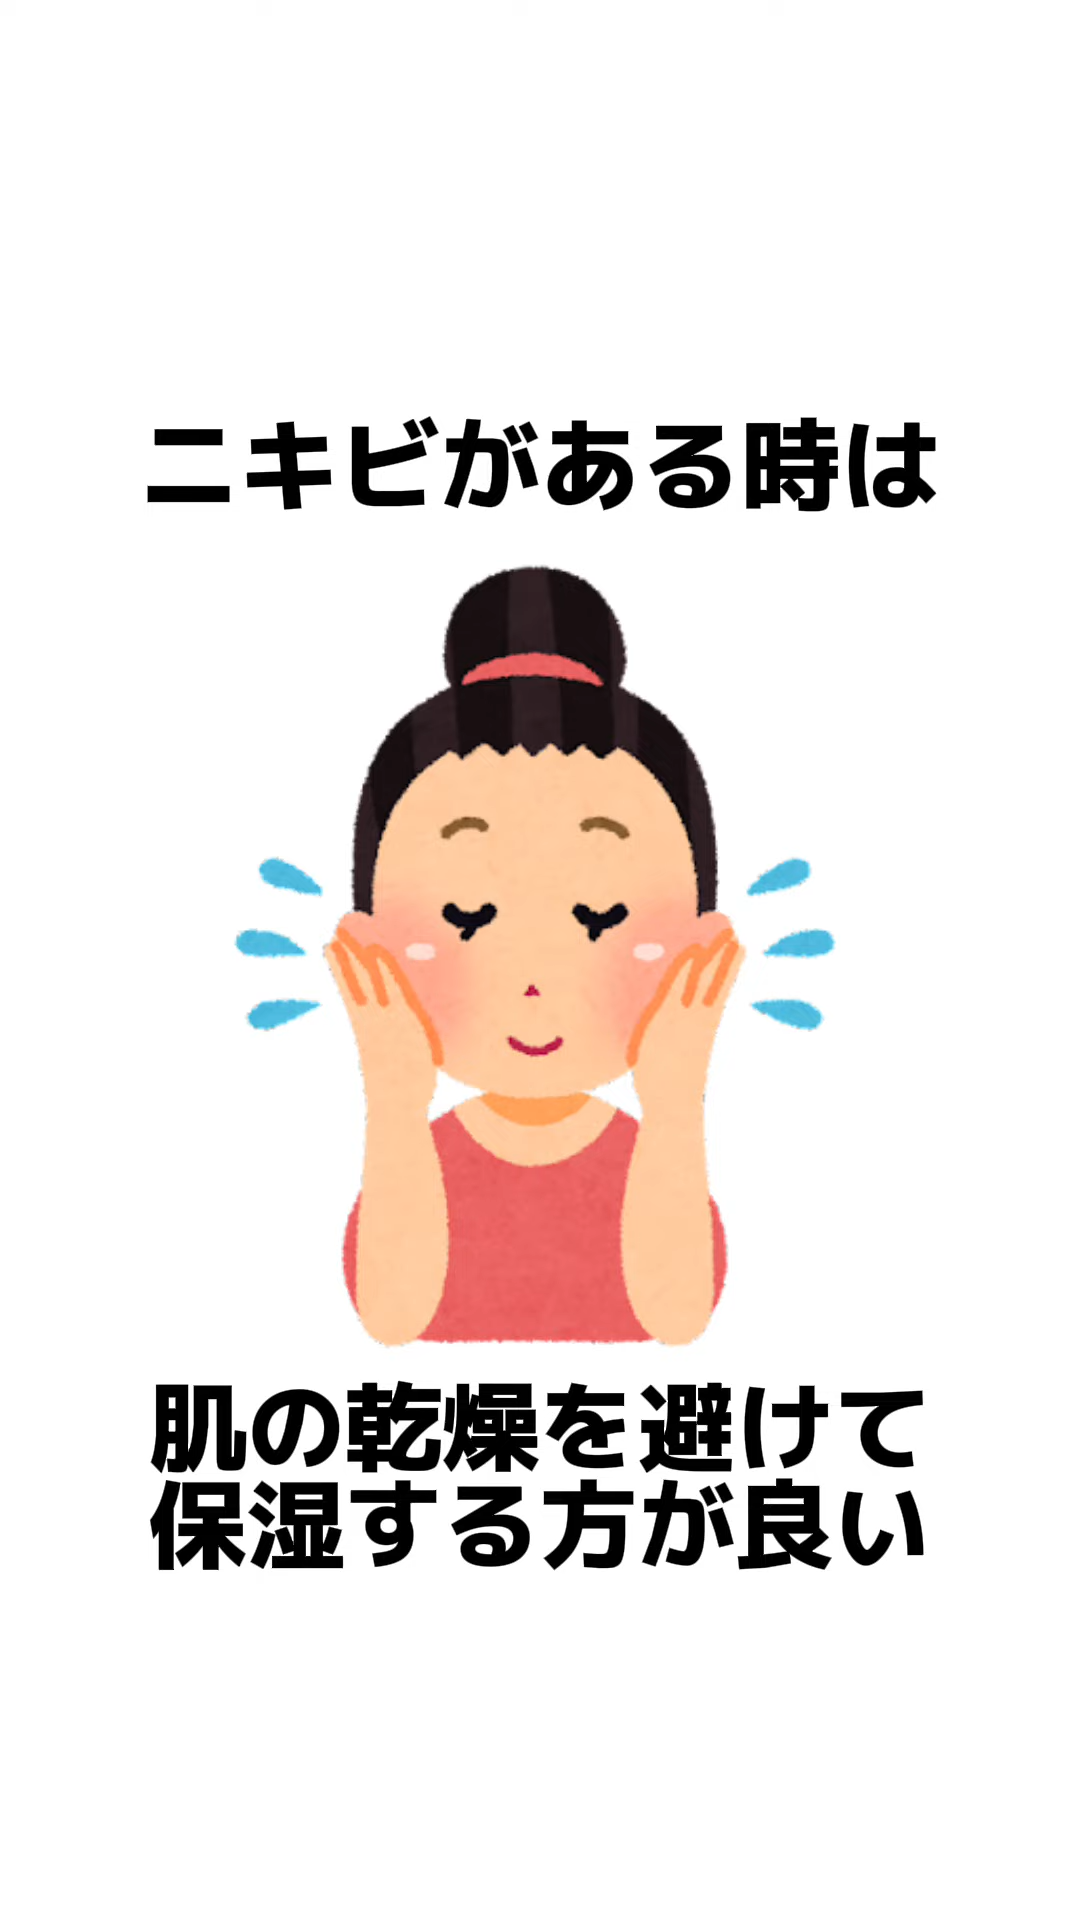 ニキビがある時は
肌の乾燥を避けて
保湿する方が良い